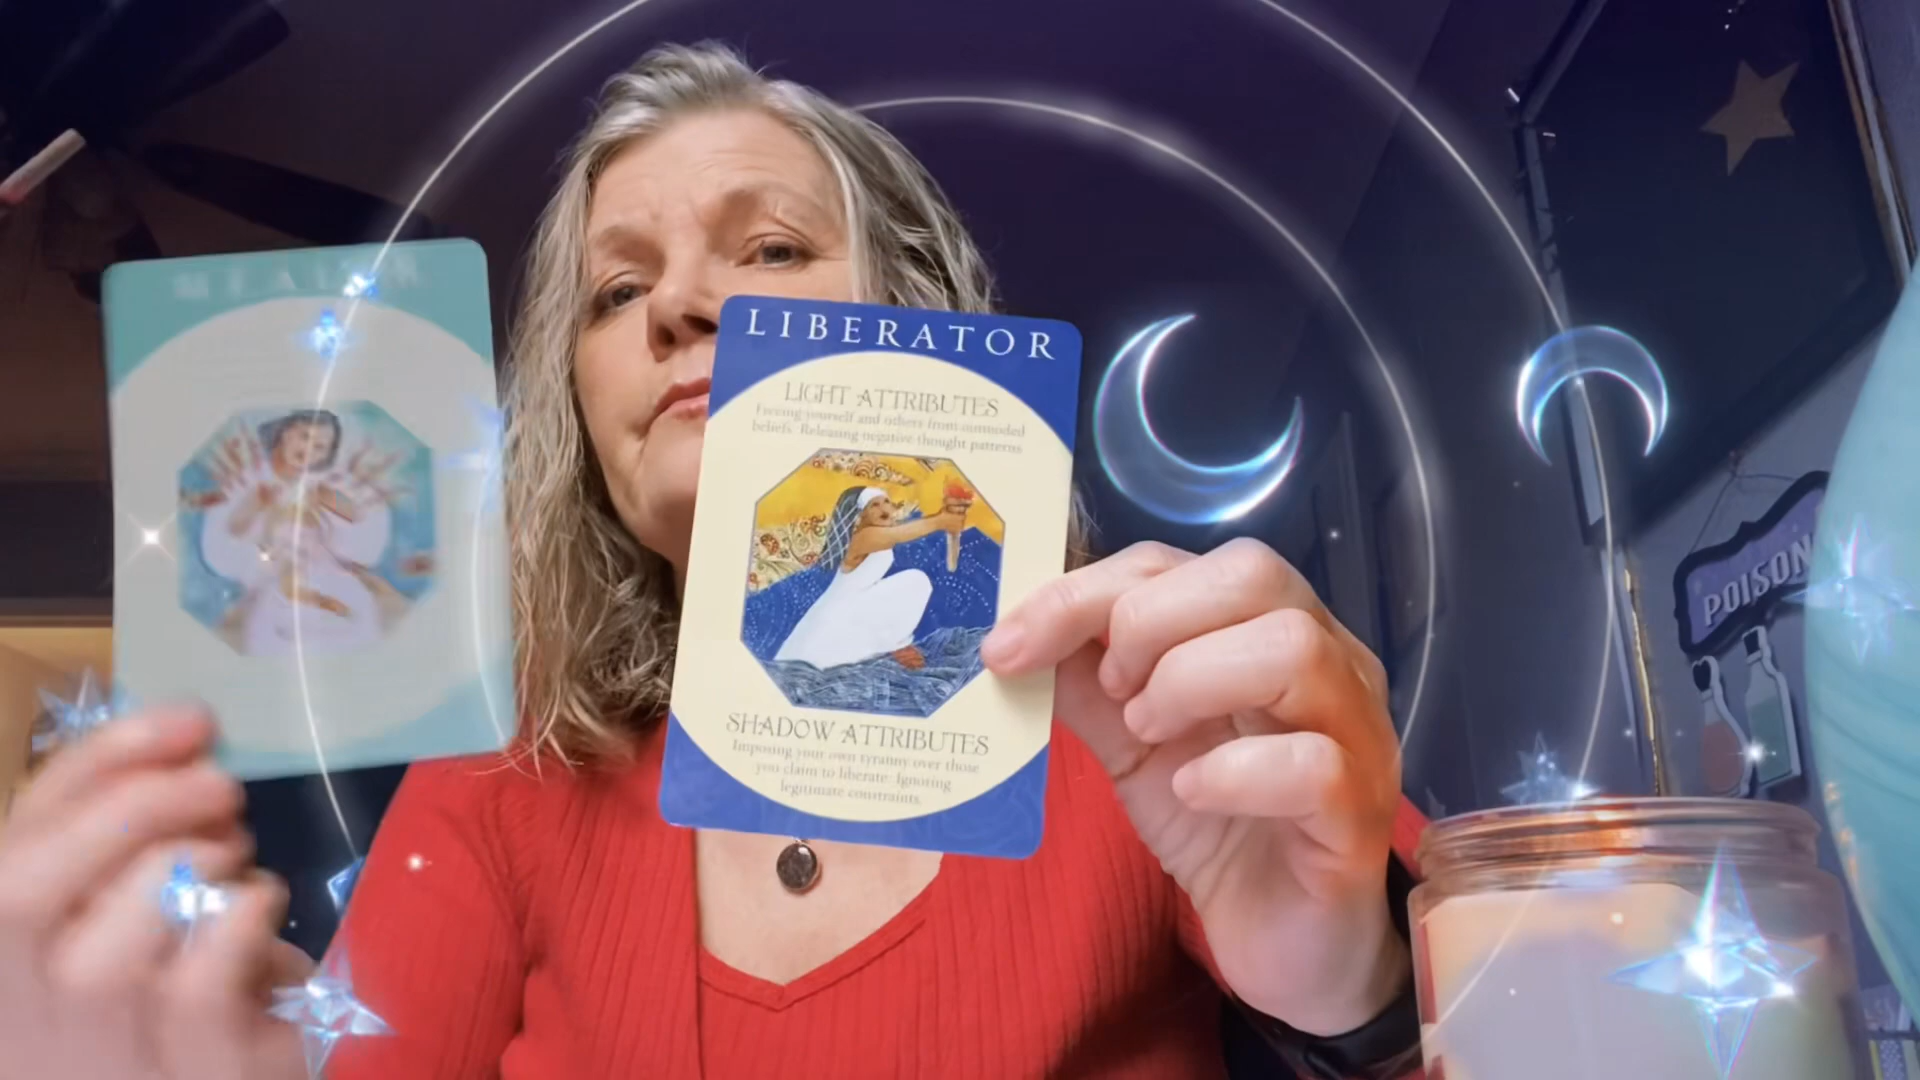 LIBERATOR
LIGHT ATTRIBUTES
Freeing yourself and others from outmoded
beliefs. Releasing negative thought patterns.
SHADOW ATTRIBUTES
Imposing your own tyranny over those
you claim to liberate. Ignoring
legitimate constraints.
POISON